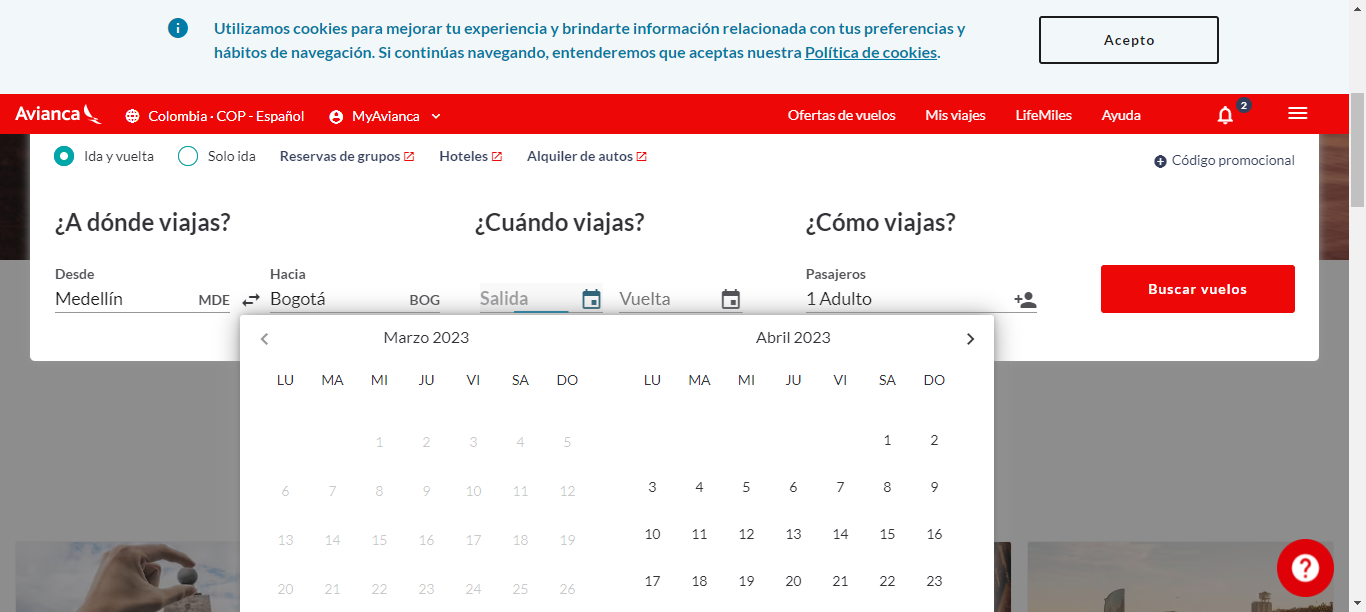 Utilizamos cookies para mejorar tu experiencia y brindarte información relacionada con tus preferencias y
hábitos de navegación. Si continúas navegando, entenderemos que aceptas nuestra Política de cookies.
Acepto
Avianca
Colombia · COP - Español
MyAvianca
Ofertas de vuelos
Mis viajes
LifeMiles
Ayuda
2
Ida y vuelta
Solo ida
Reservas de grupos
Hoteles
Alquiler de autos
Código promocional
¿A dónde viajas?
¿Cuándo viajas?
¿Cómo viajas?
Desde
Hacia
Pasajeros
Medellín MDE
Bogotá BOG
Salida
Vuelta
1 Adulto
Buscar vuelos
Marzo 2023
LU MA MI JU VI SA DO
1 2 3 4 5
6 7 8 9 10 11 12
13 14 15 16 17 18 19
20 21 22 23 24 25 26
Abril 2023
LU MA MI JU VI SA DO
1 2
3 4 5 6 7 8 9
10 11 12 13 14 15 16
17 18 19 20 21 22 23
?